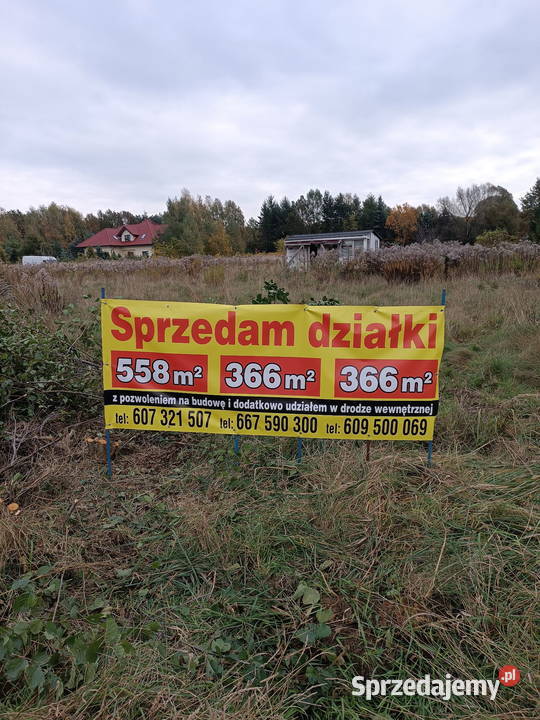 Sprzedam działki
558 m² 366 m² 366 m²
z pozwoleniem na budowę i dodatkowo udziałem w drodze wewnętrznej
tel: 607 321 507 tel: 667 590 300 tel: 609 500 069
Sprzedajemy.pl